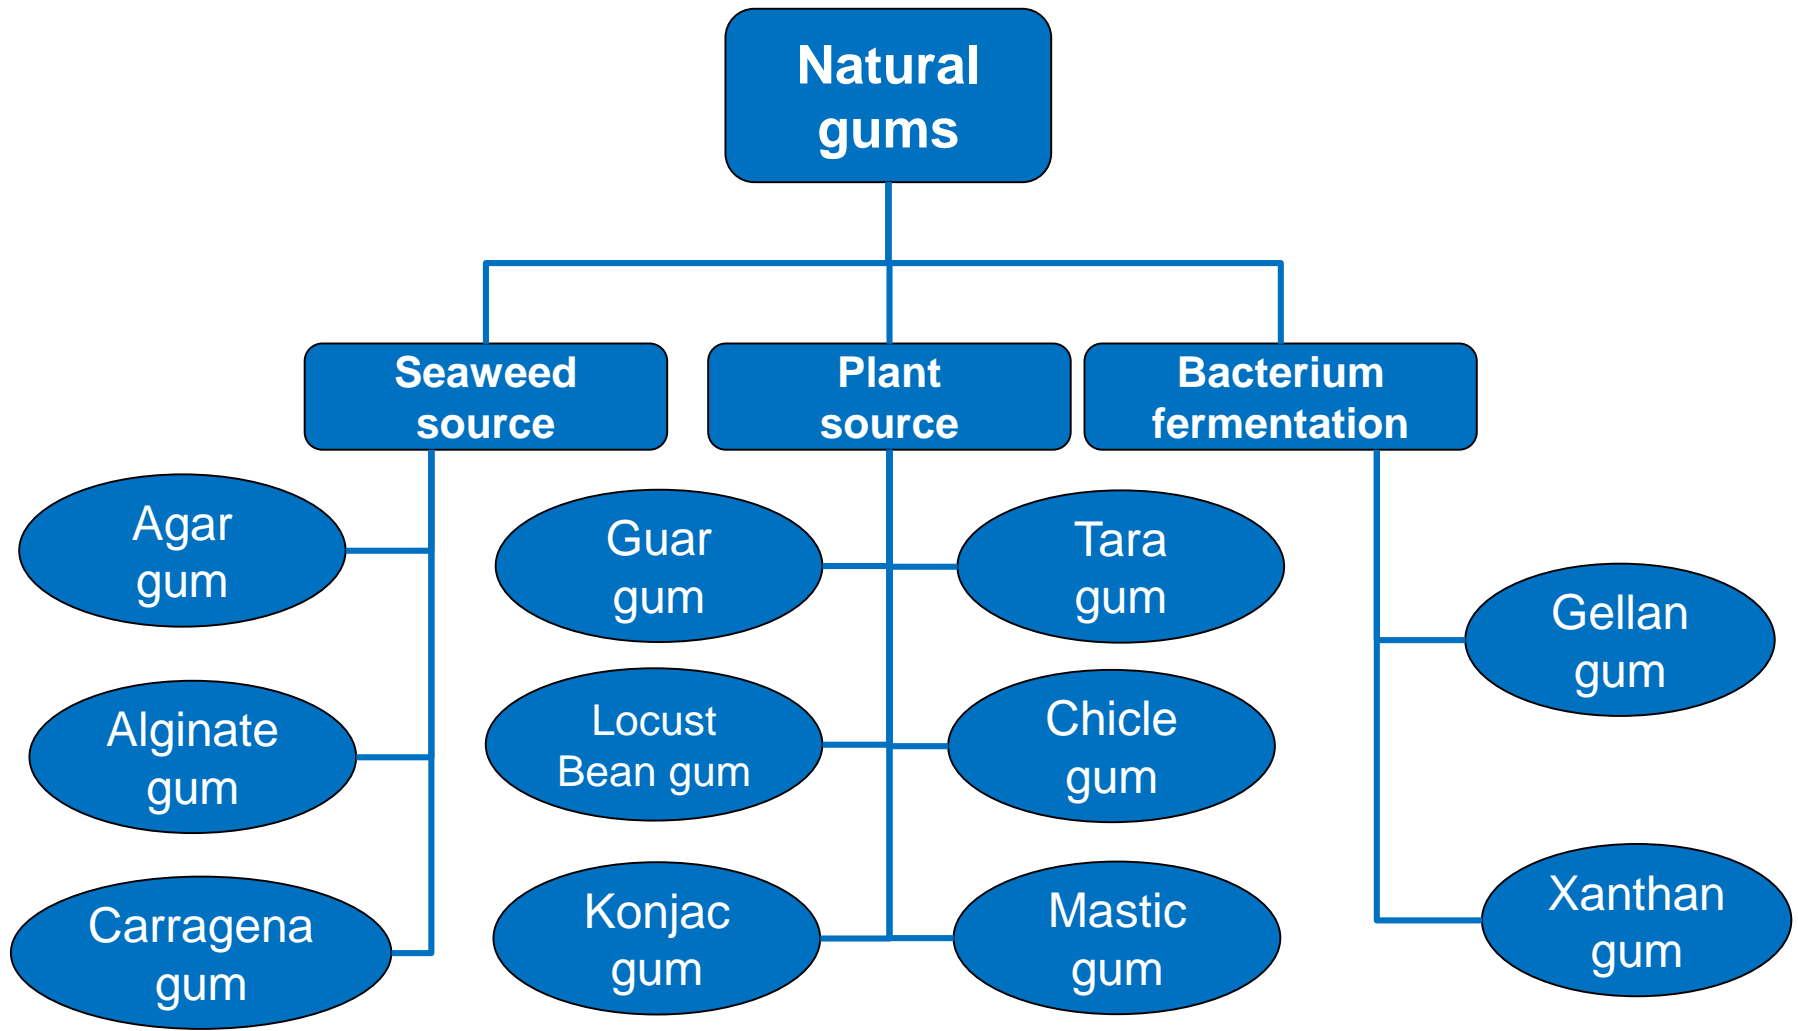 Natural
gums
Seaweed
source
Plant
source
Bacterium
fermentation
Agar
gum
Alginate
gum
Carragena
gum
Guar
gum
Locust
Bean gum
Konjac
gum
Tara
gum
Chicle
gum
Mastic
gum
Gellan
gum
Xanthan
gum